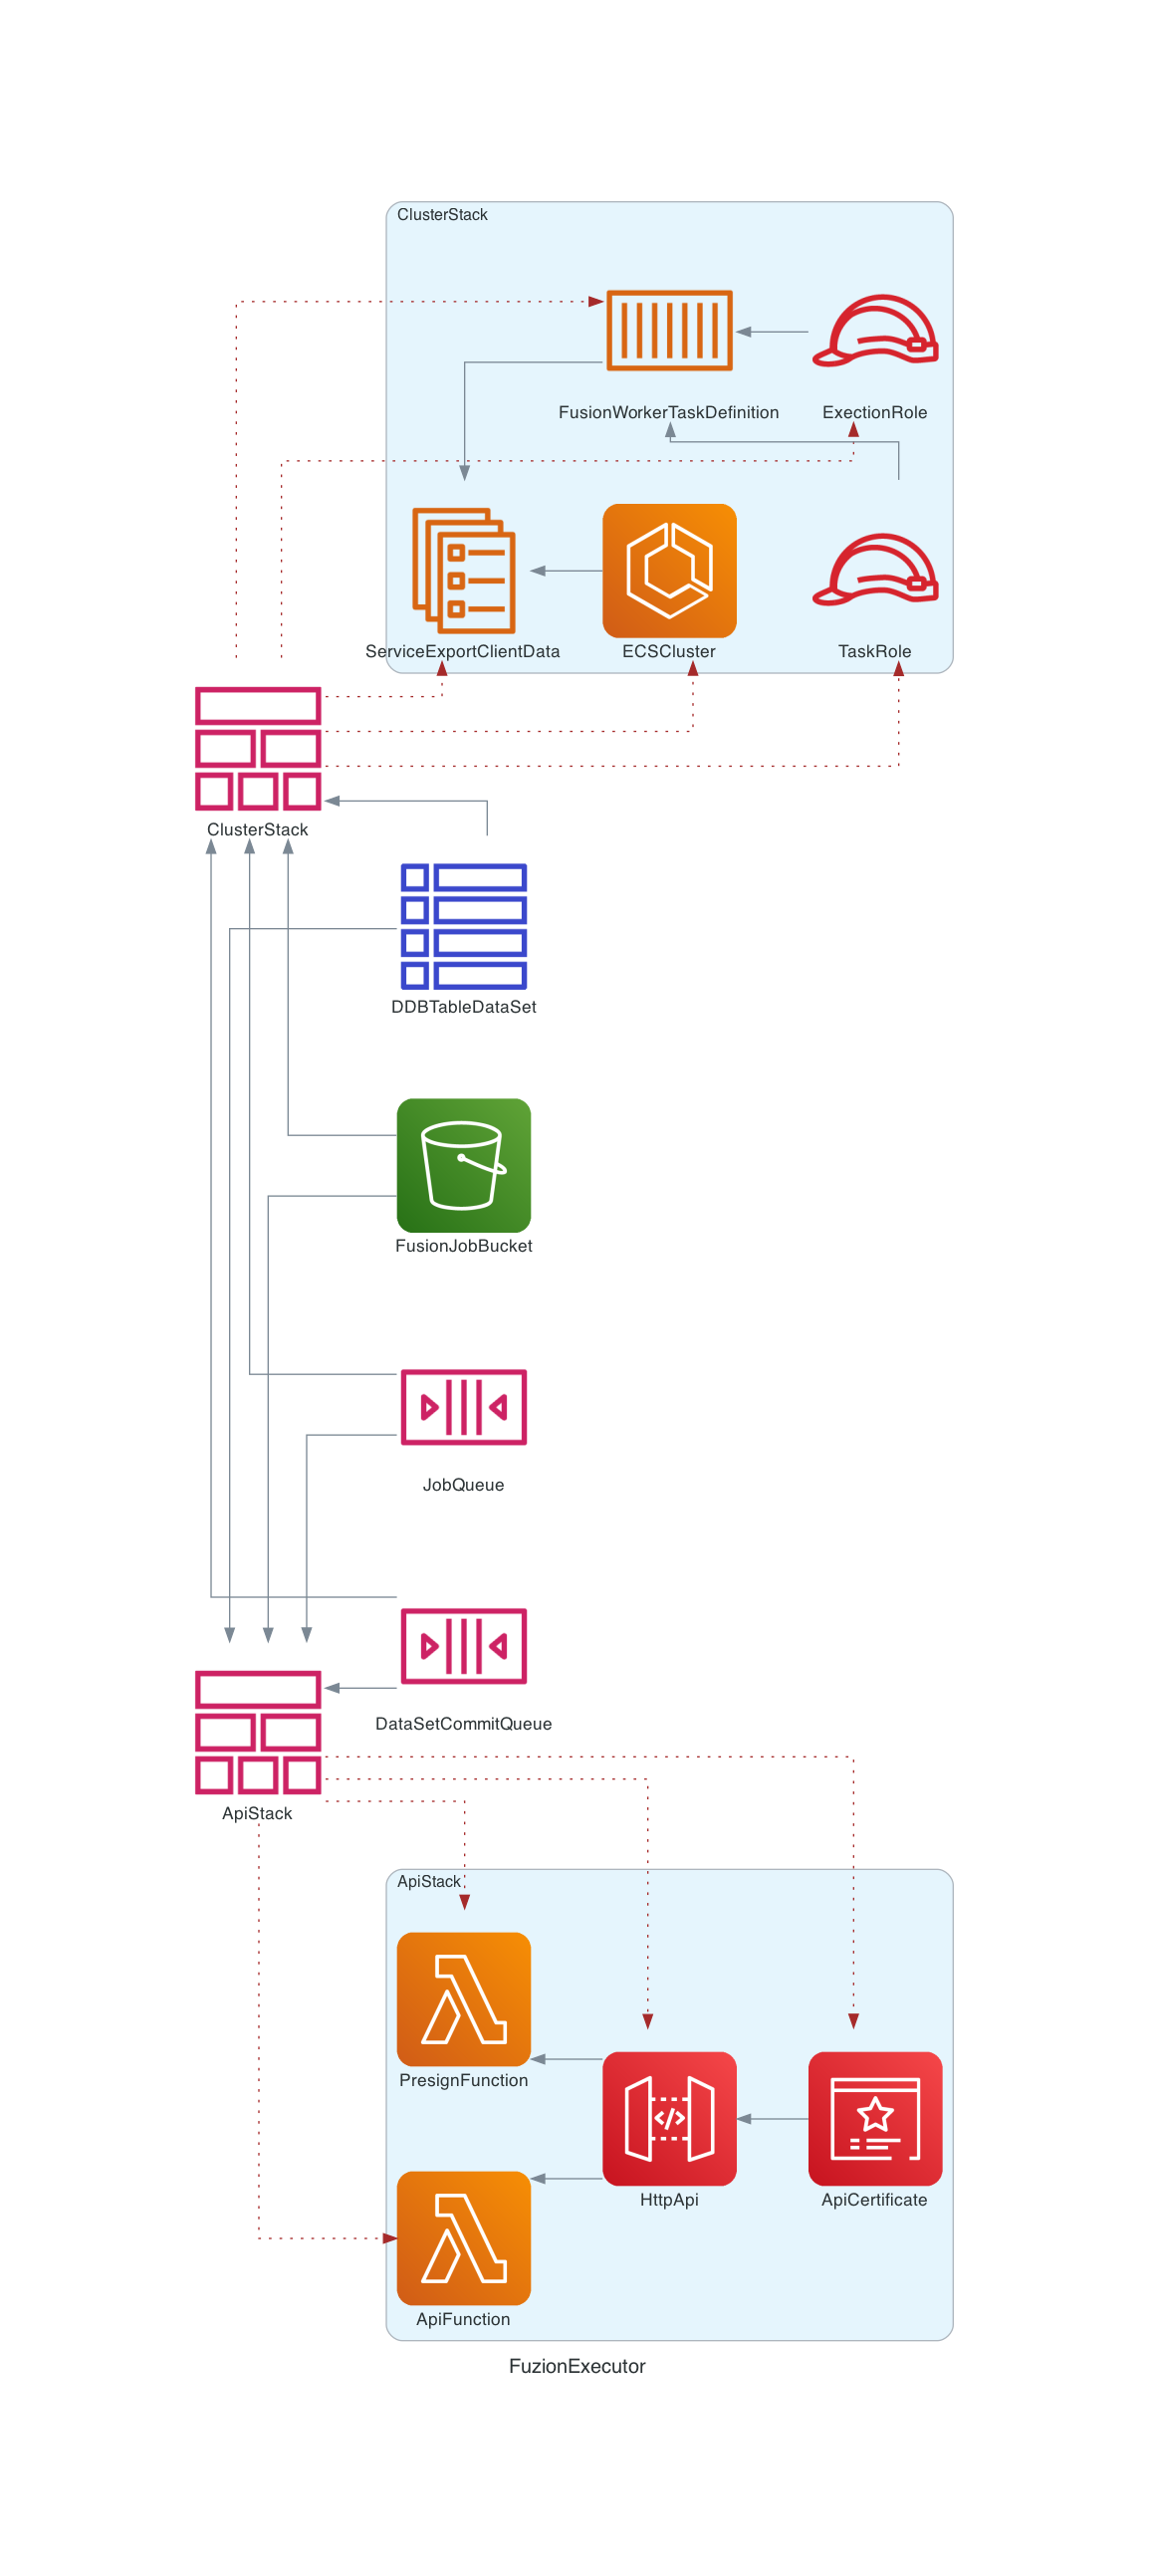 ClusterStack
FusionWorkerTaskDefinition
ExectionRole
ServiceExportClientData
ECSCluster
TaskRole
ClusterStack
DDBTableDataSet
FusionJobBucket
JobQueue
DataSetCommitQueue
ApiStack
ApiStack
PresignFunction
HttpApi
ApiCertificate
ApiFunction
FuzionExecutor